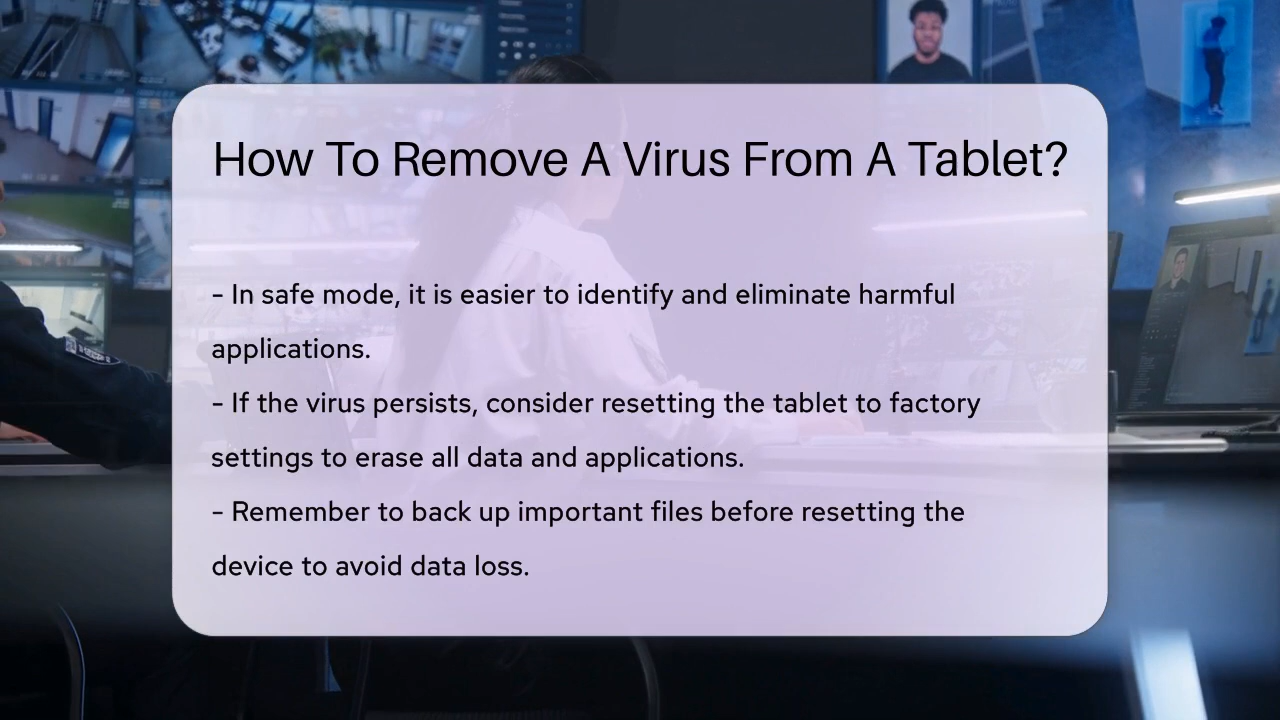 How To Remove A Virus From A Tablet?
- In safe mode, it is easier to identify and eliminate harmful
applications.
- If the virus persists, consider resetting the tablet to factory
settings to erase all data and applications.
- Remember to back up important files before resetting the
device to avoid data loss.